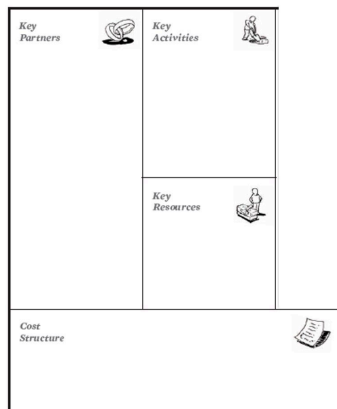 Key
Partners
Key
Activities
Key
Resources
Cost
Structure